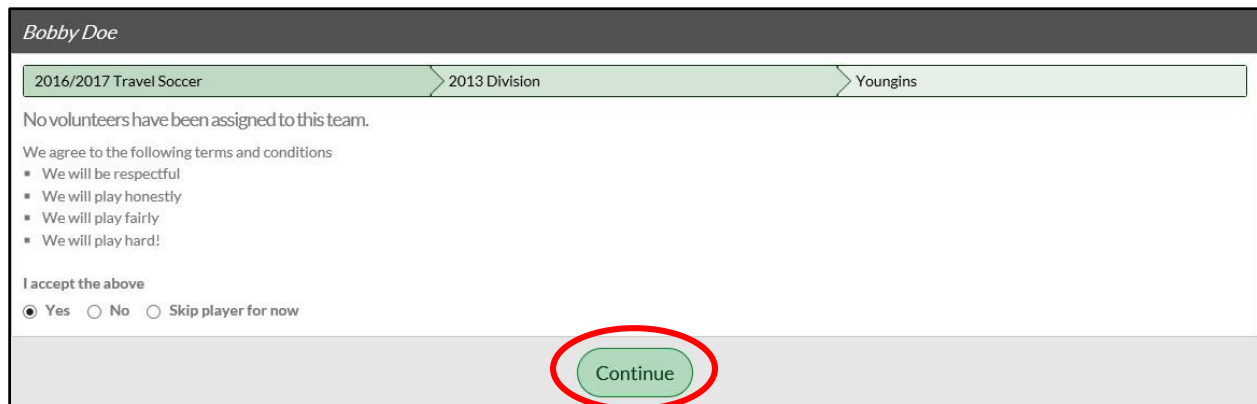 Bobby Doe
2016/2017 Travel Soccer
2013 Division
Youngins
No volunteers have been assigned to this team.
We agree to the following terms and conditions
We will be respectful
We will play honestly
We will play fairly
We will play hard!
I accept the above
Yes No Skip player for now
Continue